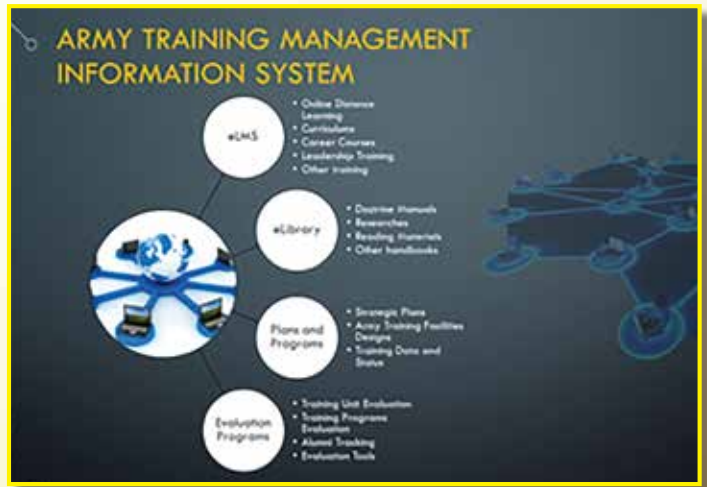 ARMY TRAINING MANAGEMENT
INFORMATION SYSTEM
eLMS
• Online Distance
Learning
• Curriculums
• Career Courses
• Leadership Training
• Other training
eLibrary
• Doctrine Manuals
• Researches
• Reading Materials
• Other handbooks
Plans and
Programs
• Strategic Plans
• Army Training Facilities
Designs
• Training Data and
Status
Evaluation
Programs
• Training Unit Evaluation
• Training Programs
Evaluation
• Alumni Tracking
• Evaluation Tools